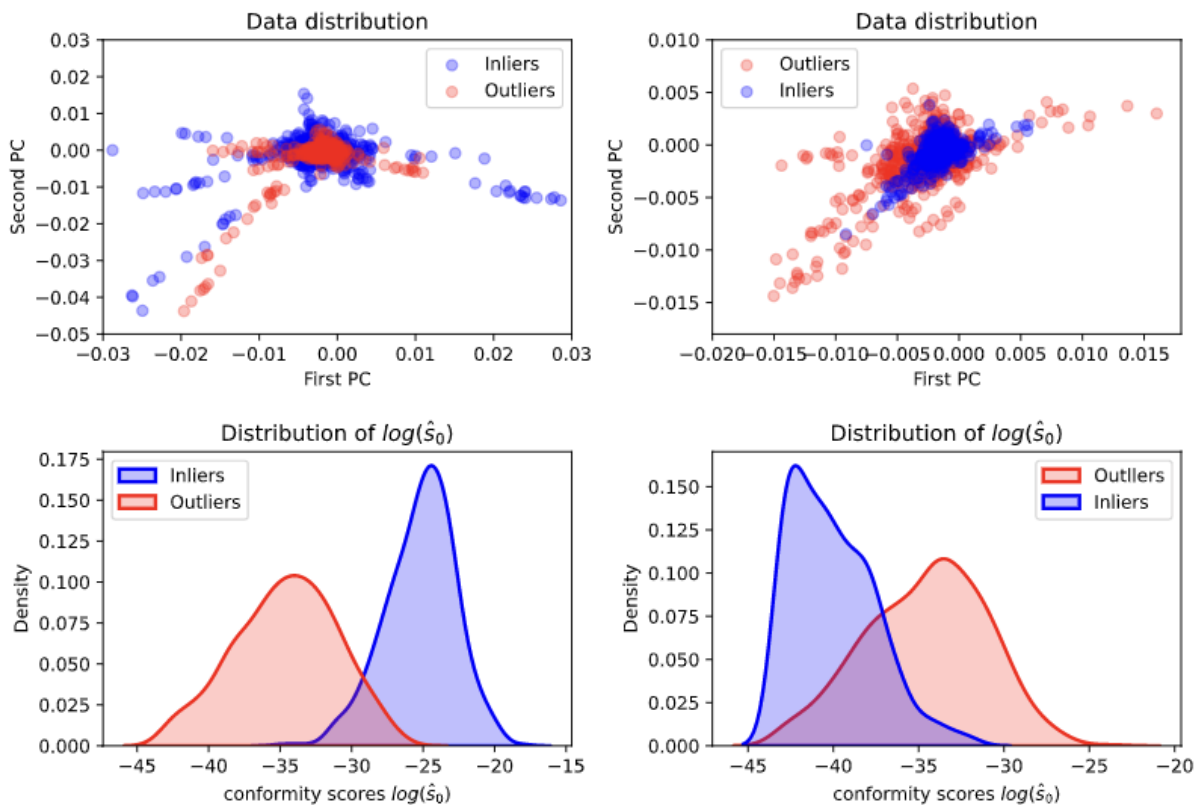 Data distribution
0.03
0.02
0.01
0.00
−0.01
−0.02
−0.03
−0.04
−0.05
Second PC
Inliers
Outliers
−0.03
−0.02
−0.01
0.00
0.01
0.02
0.03
First PC
Data distribution
0.010
0.005
0.000
−0.005
−0.010
−0.015
Second PC
Outliers
Inliers
−0.020
−0.015
−0.010
−0.005
0.000
0.005
0.010
0.015
First PC
Distribution of log(ŝ₀)
0.175
0.150
0.125
0.100
0.075
0.050
0.025
0.000
Density
Inliers
Outliers
−45
−40
−35
−30
−25
−20
−15
conformity scores log(ŝ₀)
Distribution of log(ŝ₀)
0.150
0.125
0.100
0.075
0.050
0.025
0.000
Density
Outliers
Inliers
−45
−40
−35
−30
−25
−20
conformity scores log(ŝ₀)